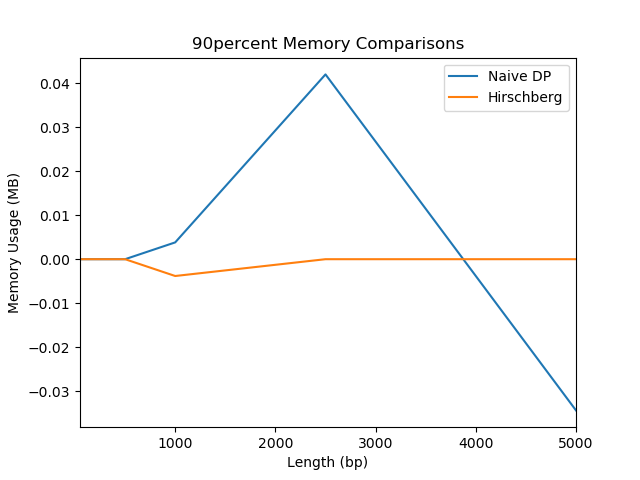 90percent Memory Comparisons
Naive DP
Hirschberg
Memory Usage (MB)
0.04
0.03
0.02
0.01
0.00
−0.01
−0.02
−0.03
1000 2000 3000 4000 5000
Length (bp)